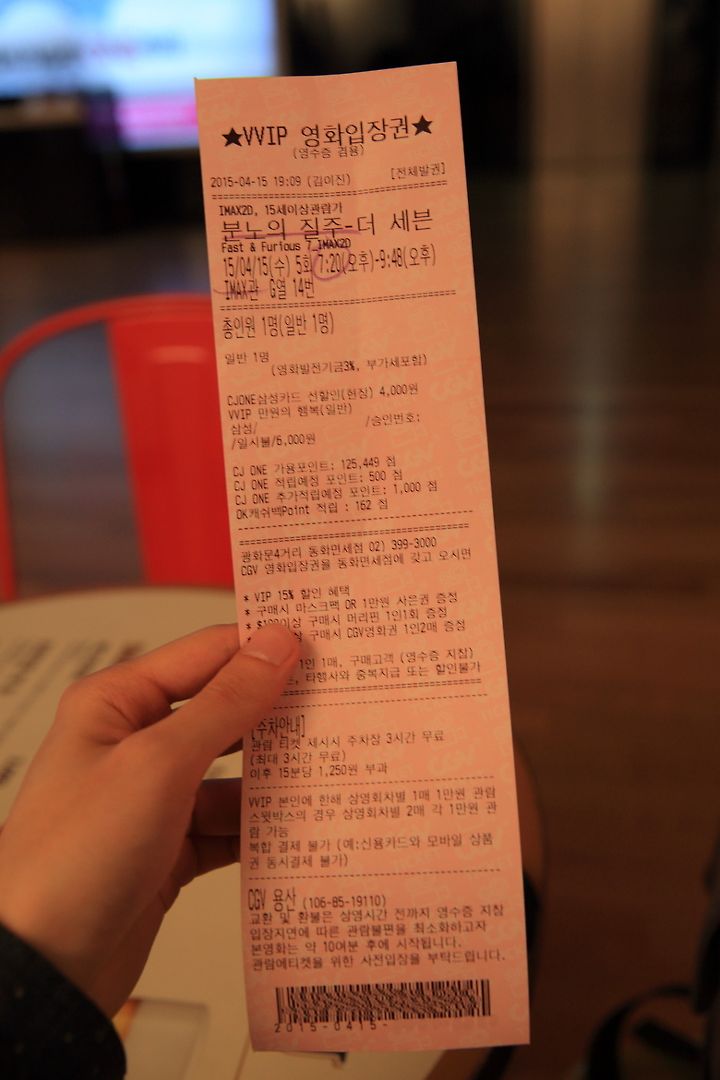 ★VVIP 영화입장권★
(영수증 겸용)
2015-04-15 19:09 (김이진) [전체발권]
IMAX2D, 15세이상관람가
분노의 질주-더 세븐
Fast & Furious 7_IMAX2D
15/04/15(수) 5회 7:20(오후)-9:48(오후)
IMAX관 G열 14번
총인원 1명(일반 1명)
일반 1명
(영화발전기금3%, 부가세포함)
CJONE삼성카드 선할인(현장) 4,000원
VVIP 만원의 행복(일반)
삼성/ /승인번호:
/일시불/6,000원
CJ ONE 가용포인트: 125,449 점
CJ ONE 적립예정 포인트: 500 점
CJ ONE 추가적립예정 포인트: 1,000 점
OK캐쉬백Point 적립 : 162 점
광화문4거리 동화면세점 02) 399-3000
CGV 영화입장권을 동화면세점에 갖고 오시면
* VIP 15% 할인 혜택
* 구매시 마스크팩 OR 1만원 사은권 증정
* $100이상 구매시 머리핀 1인1회 증정
구매시 CGV영화권 1인2매 증정
1인 1매, 구매고객 (영수증 지참)
타행사와 중복지급 또는 할인불가
[주차안내]
관람 티켓 제시시 주차장 3시간 무료
(최대 3시간 무료)
이후 15분당 1,250원 부과
VVIP 본인에 한해 상영회차별 1매 1만원 관람
스윗박스의 경우 상영회차별 2매 각 1만원 관
람 가능
복합 결제 불가 (예:신용카드와 모바일 상품
권 동시결제 불가)
CGV 용산 (106-85-19110)
교환 및 환불은 상영시간 전까지 영수증 지참
입장지연에 따른 관람불편을 최소화하고자
본영화는 약 10여분 후에 시작됩니다.
관람에티켓을 위한 사전입장을 부탁드립니다.
2015-0415-